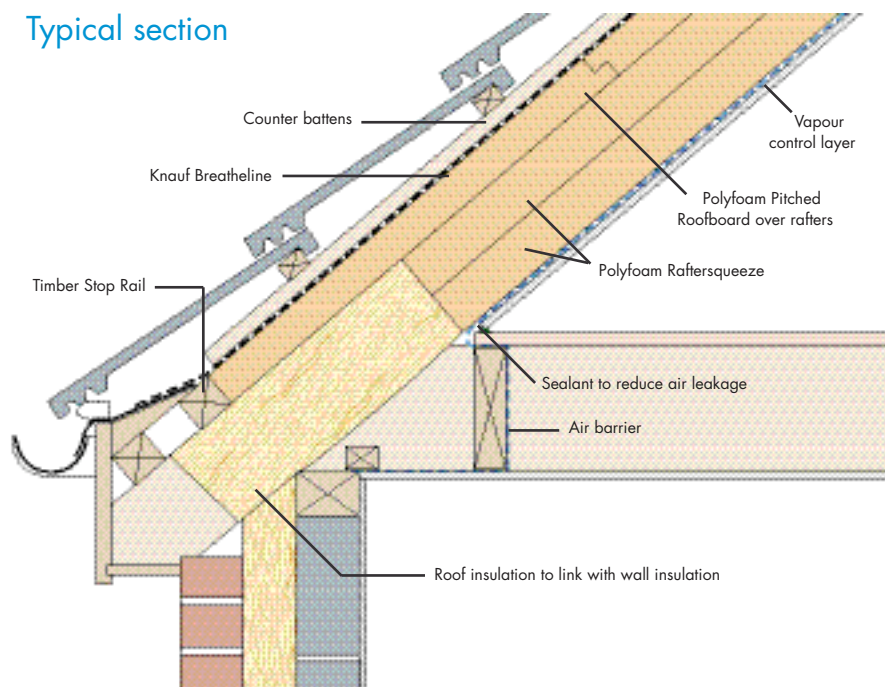 Typical section
Counter battens
Vapour
control layer
Knauf Breatheline
Polyfoam Pitched
Roofboard over rafters
Polyfoam Raftersqueeze
Timber Stop Rail
Sealant to reduce air leakage
Air barrier
Roof insulation to link with wall insulation